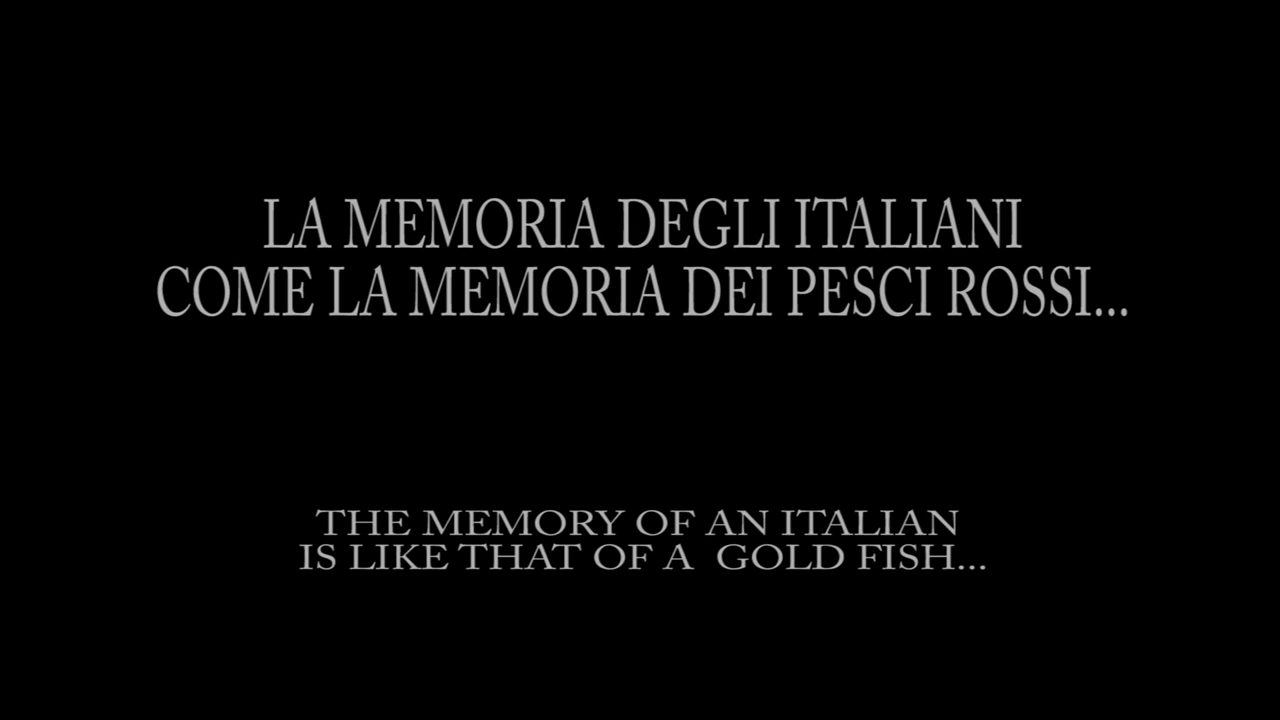 LA MEMORIA DEGLI ITALIANI
COME LA MEMORIA DEI PESCI ROSSI...
THE MEMORY OF AN ITALIAN
IS LIKE THAT OF A  GOLD FISH...